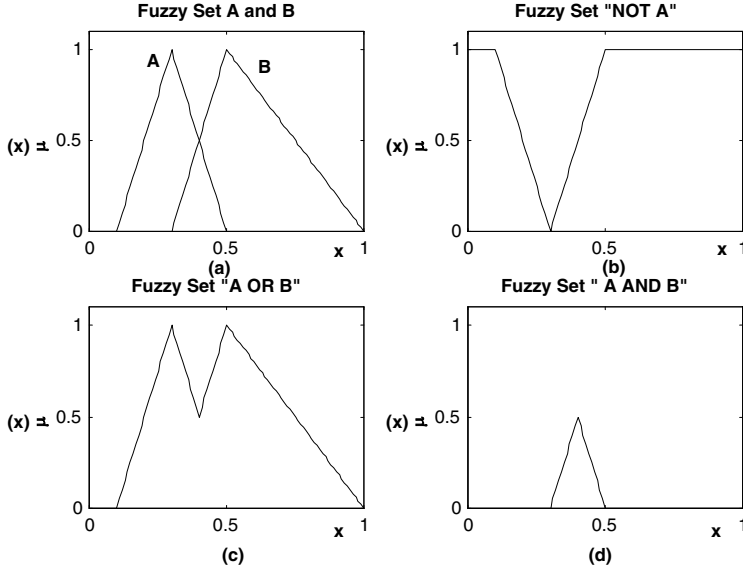 Fuzzy Set A and B
Fuzzy Set "NOT A"
1
A
B
0.5
(x) μ
0
0
0.5
x
1
(a)
1
0.5
(x) μ
0
0
0.5
x
1
(b)
Fuzzy Set "A OR B"
Fuzzy Set " A AND B"
1
0.5
(x) μ
0
0
0.5
x
1
(c)
1
0.5
(x) μ
0
0
0.5
x
1
(d)